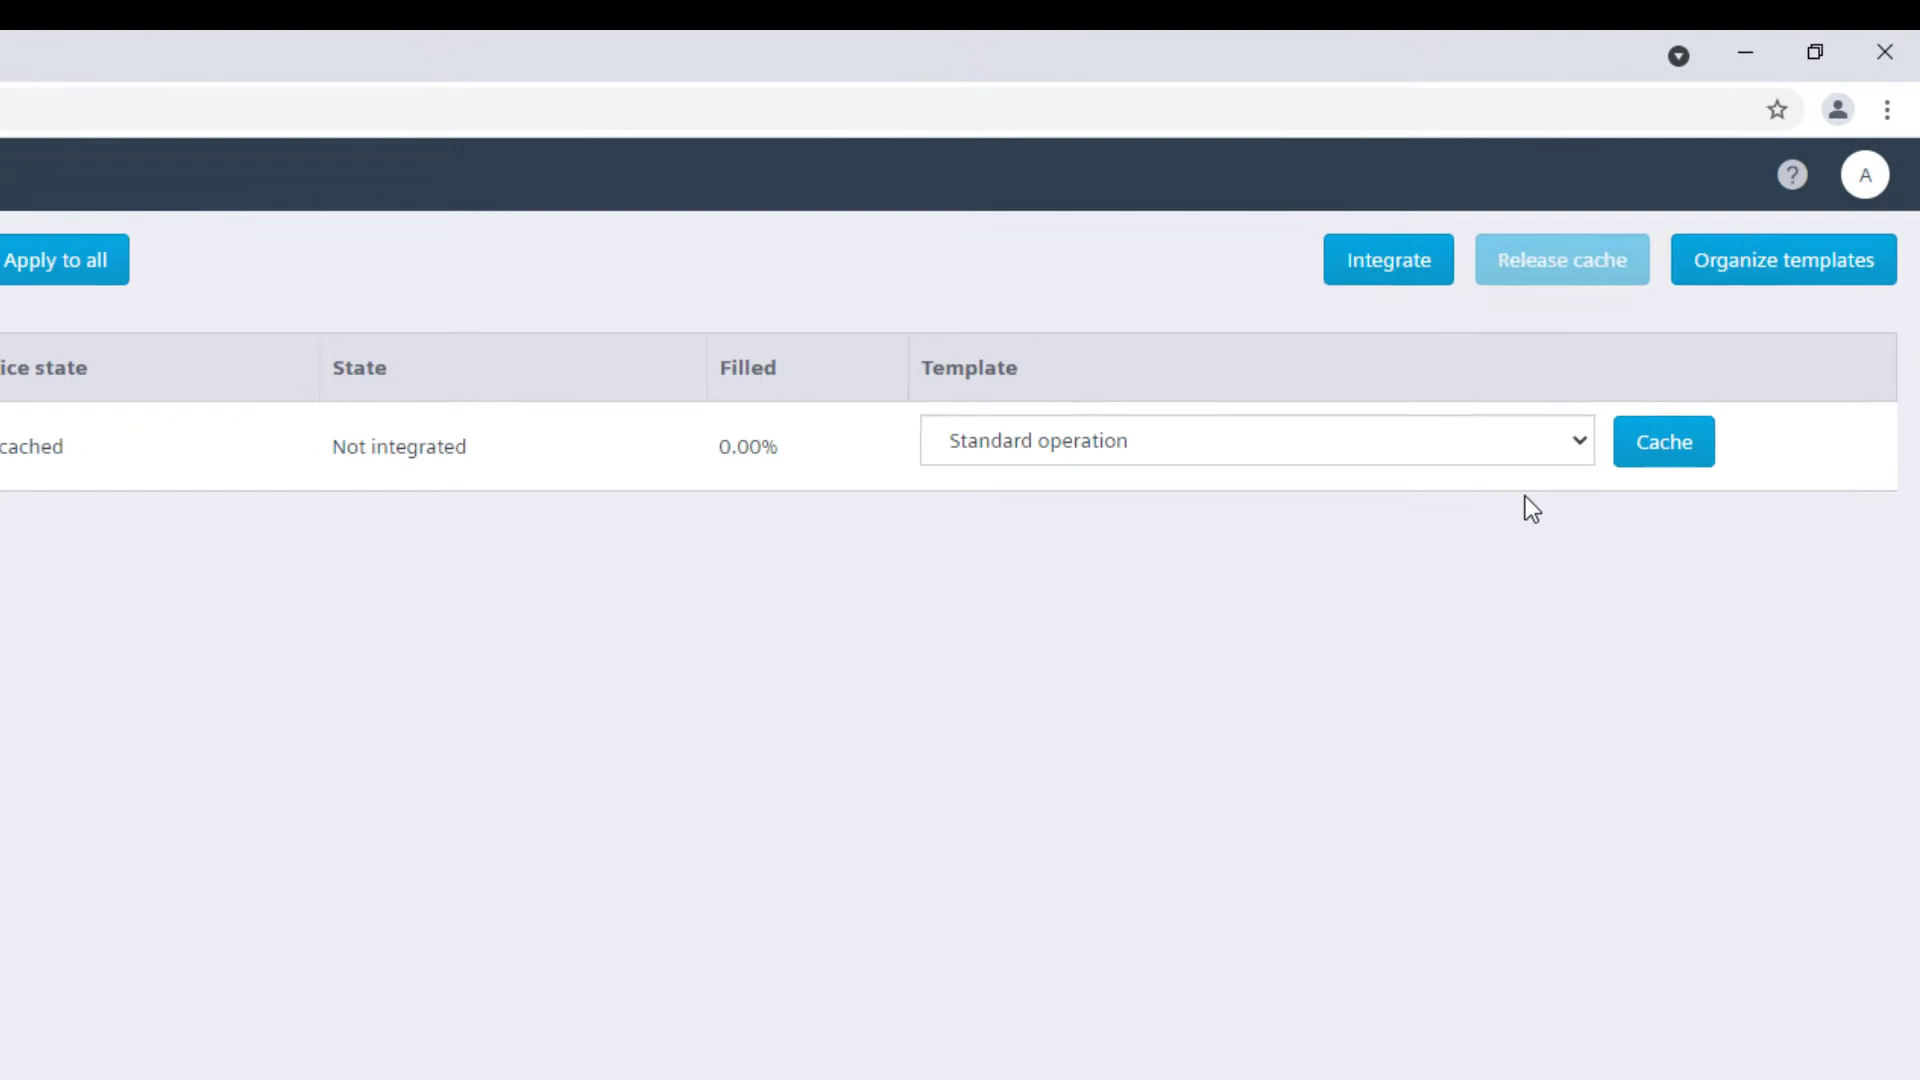 A
Apply to all
Integrate
Release cache
Organize templates
ice state
State
Filled
Template
cached
Not integrated
0.00%
Standard operation
Cache